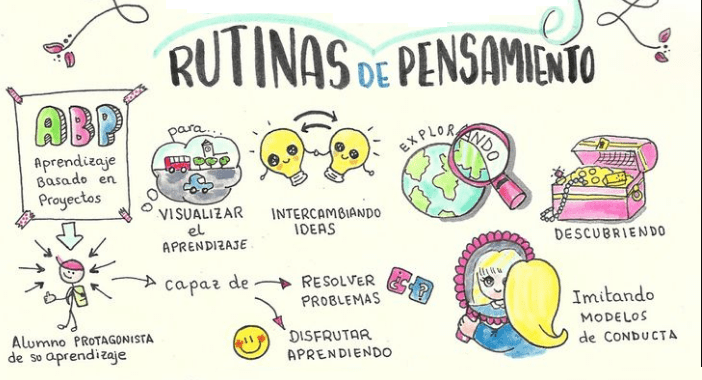 RUTINAS DE PENSAMIENTO
ABP
Aprendizaje
Basado en
Proyectos
para...
VISUALIZAR
el
APRENDIZAJE
INTERCAMBIANDO
IDEAS
EXPLORANDO
DESCUBRIENDO
Alumno PROTAGONISTA
de su aprendizaje
capaz de
RESOLVER
PROBLEMAS
?
DISFRUTAR
APRENDIENDO
Imitando
MODELOS
de CONDUCTA